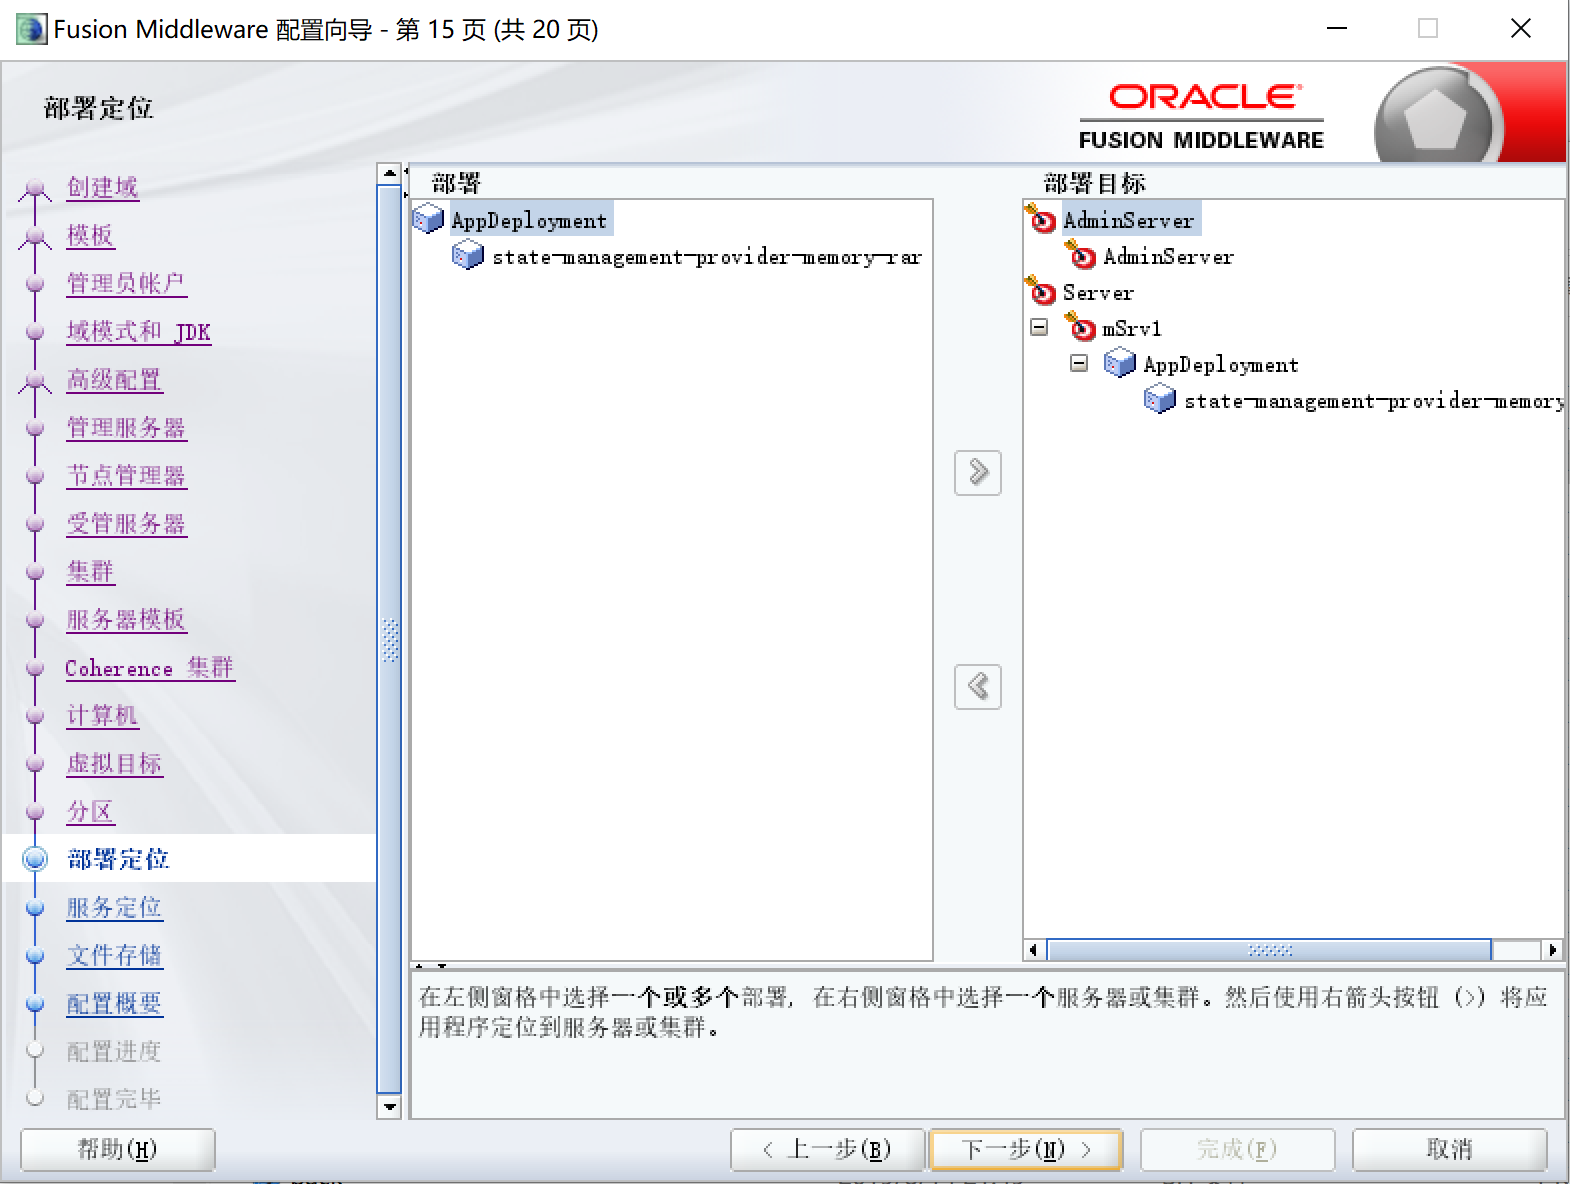 Fusion Middleware 配置向导 - 第 15 页 (共 20 页)
部署定位
ORACLE
FUSION MIDDLEWARE
创建域
模板
管理员帐户
域模式和 JDK
高级配置
管理服务器
节点管理器
受管服务器
集群
服务器模板
Coherence 集群
计算机
虚拟目标
分区
部署定位
服务定位
文件存储
配置概要
配置进度
配置完毕
部署
AppDeployment
state-management-provider-memory-rar
部署目标
AdminServer
AdminServer
Server
mSrv1
AppDeployment
state-management-provider-memory
在左侧窗格中选择一个或多个部署, 在右侧窗格中选择一个服务器或集群。然后使用右箭头按钮 (>) 将应
用程序定位到服务器或集群。
帮助(H)
< 上一步(B)
下一步(N) >
完成(F)
取消